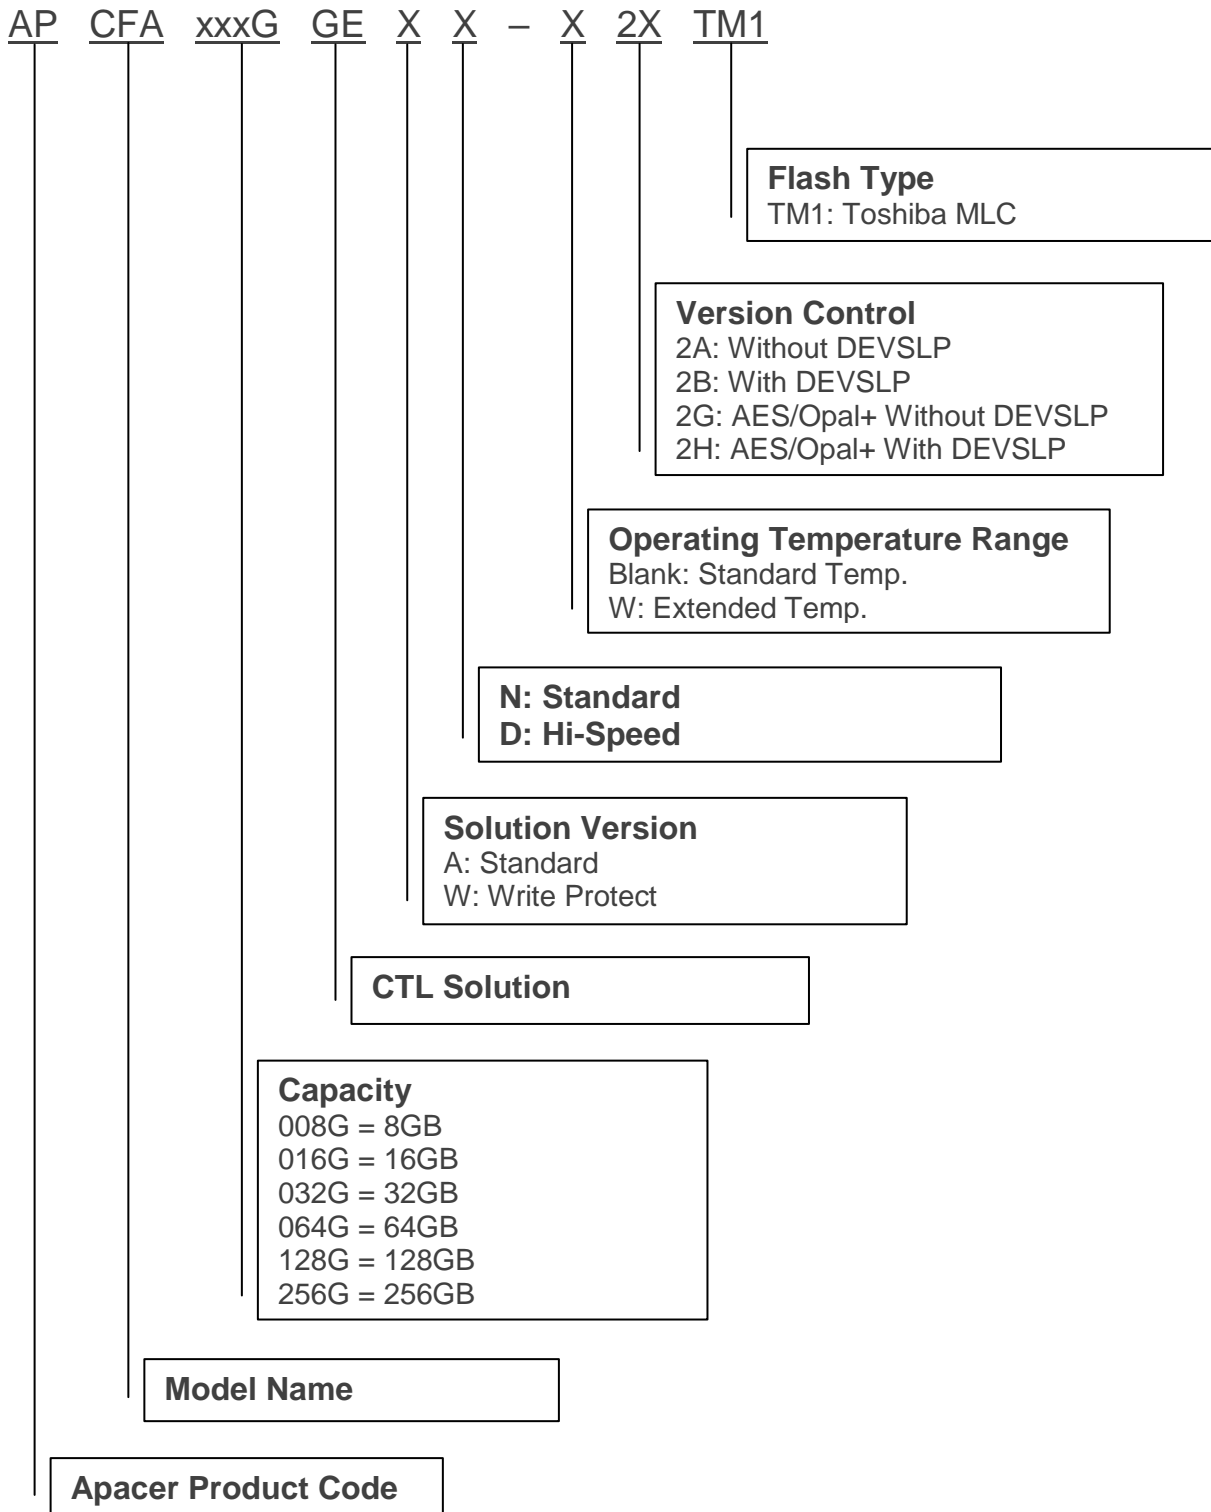 AP CFA xxxG GE X X – X 2X TM1
Flash Type
TM1: Toshiba MLC
Version Control
2A: Without DEVSLP
2B: With DEVSLP
2G: AES/Opal+ Without DEVSLP
2H: AES/Opal+ With DEVSLP
Operating Temperature Range
Blank: Standard Temp.
W: Extended Temp.
N: Standard
D: Hi-Speed
Solution Version
A: Standard
W: Write Protect
CTL Solution
Capacity
008G = 8GB
016G = 16GB
032G = 32GB
064G = 64GB
128G = 128GB
256G = 256GB
Model Name
Apacer Product Code